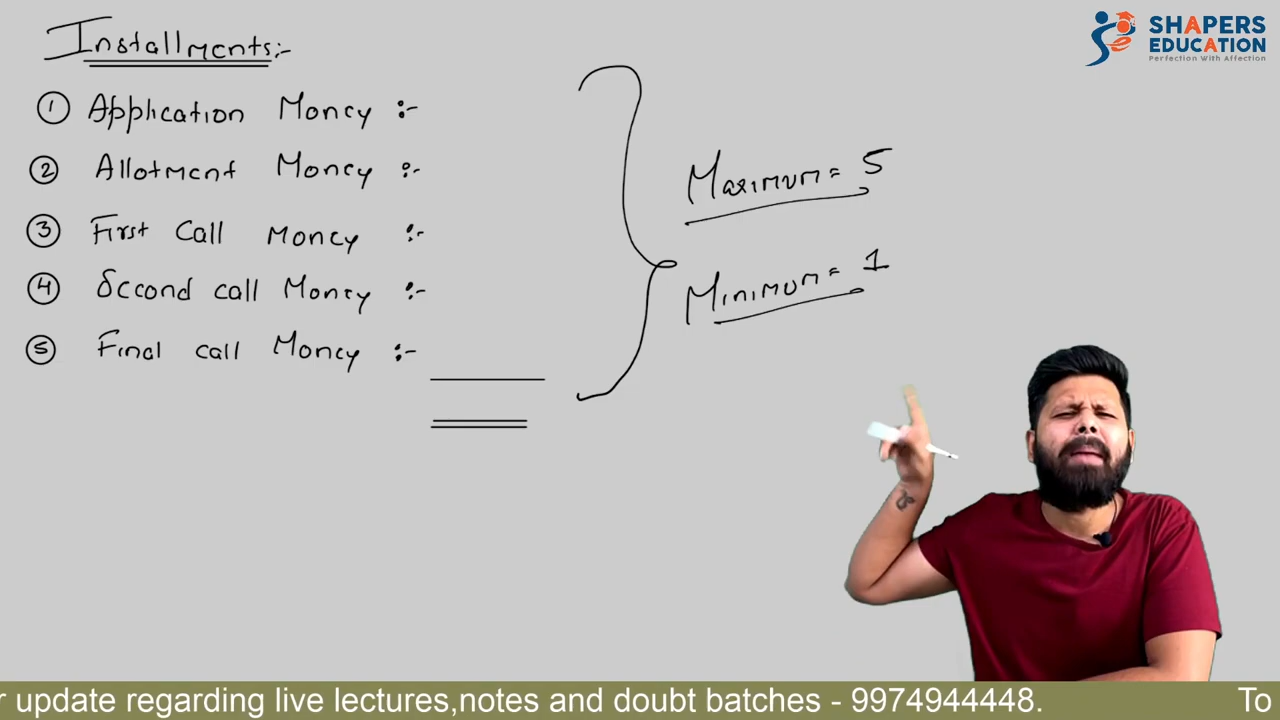 Installments:-
① Application Money :-
② Allotment Money :-
③ First Call Money :-
④ Second call Money :-
⑤ Final call Money :-
Maximum = 5
Minimum = 1
SHAPERS
EDUCATION
Perfection With Affection
r update regarding live lectures,notes and doubt batches - 9974944448. To